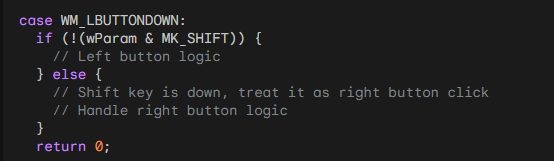 case WM_LBUTTONDOWN:
  if (!(wParam & MK_SHIFT)) {
    // Left button logic
  } else {
    // Shift key is down, treat it as right button click
    // Handle right button logic
  }
  return 0;